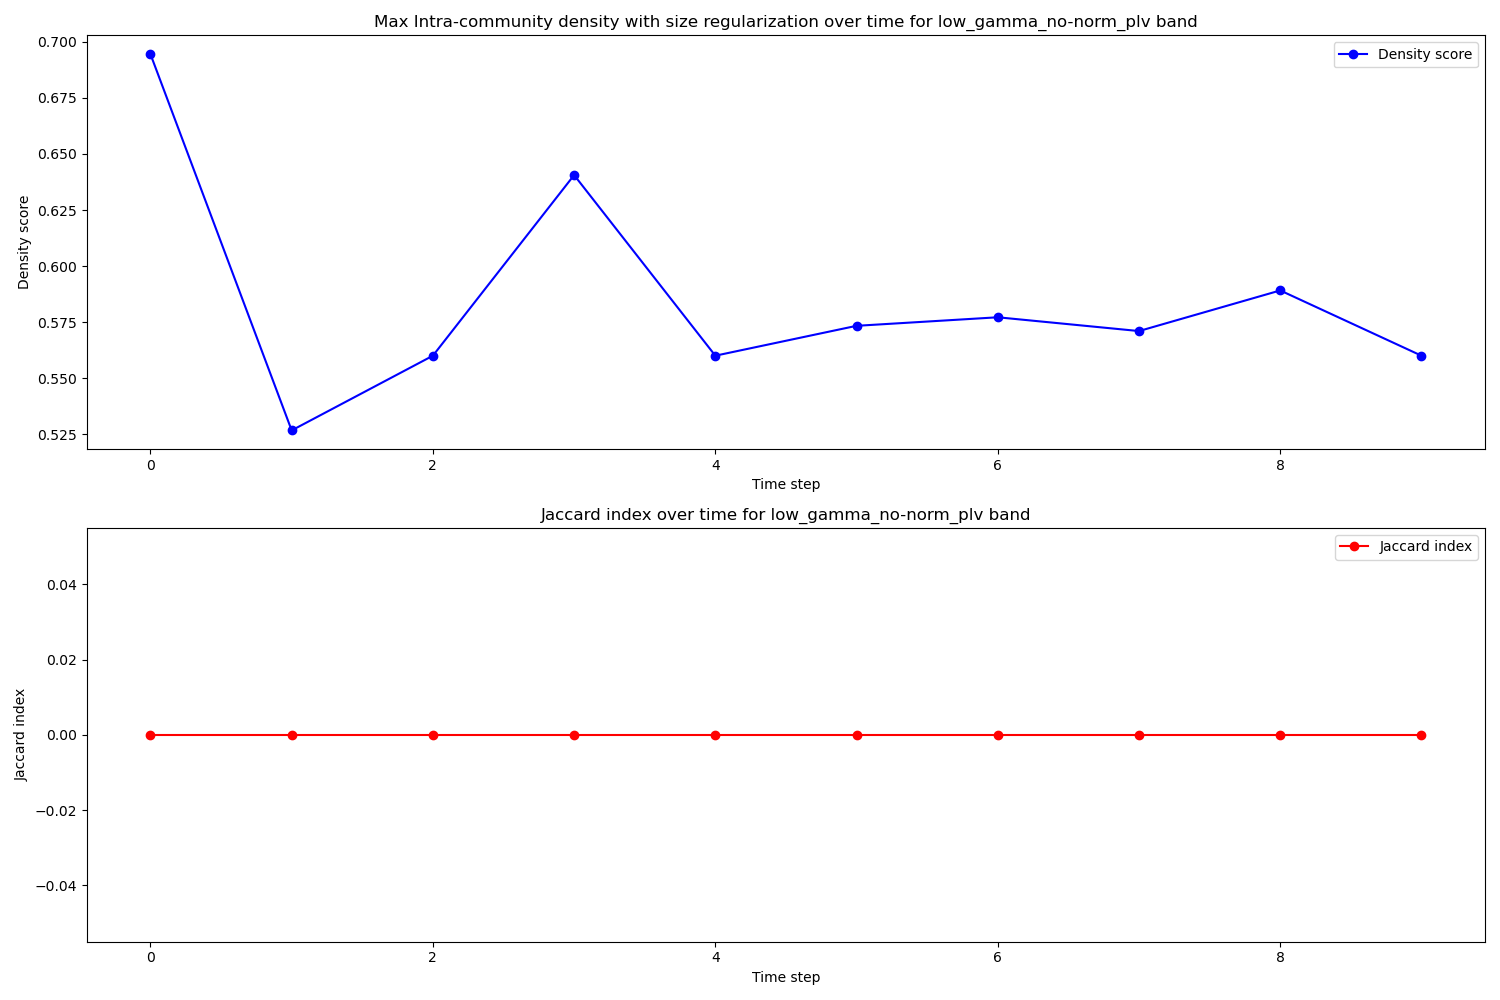 Max Intra-community density with size regularization over time for low_gamma_no-norm_plv band
0.700
0.675
0.650
0.625
0.600
0.575
0.550
0.525
Density score
Density score
0 2 4 6 8
Time step
Jaccard index over time for low_gamma_no-norm_plv band
0.04
0.02
0.00
−0.02
−0.04
Jaccard index
Jaccard index
0 2 4 6 8
Time step